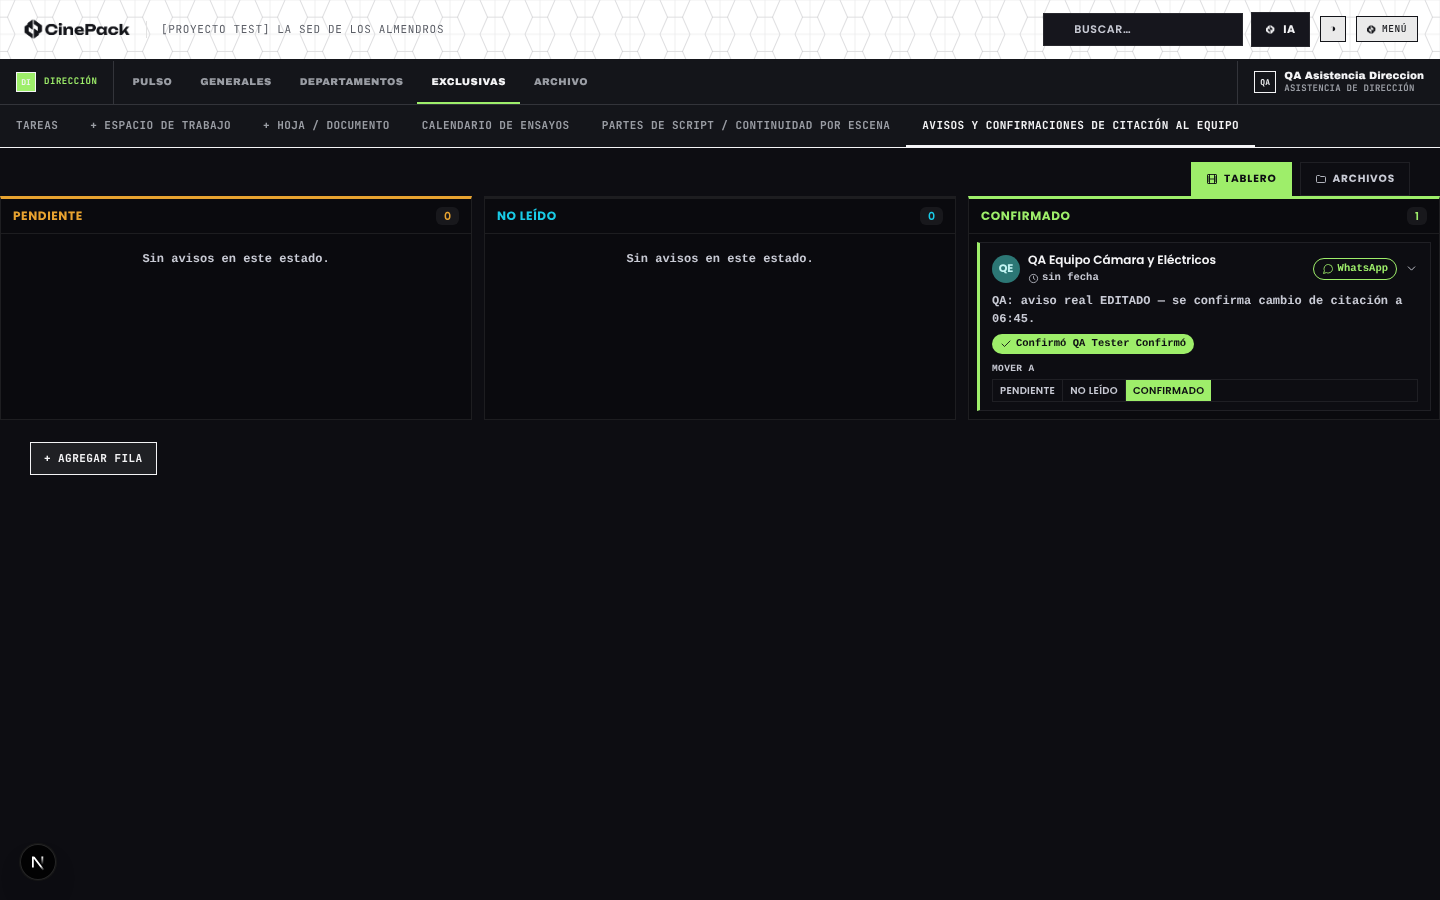 CinePack
[PROYECTO TEST] LA SED DE LOS ALMENDROS
BUSCAR…
IA
MENÚ
DI
DIRECCIÓN
PULSO
GENERALES
DEPARTAMENTOS
EXCLUSIVAS
ARCHIVO
QA
QA Asistencia Direccion
ASISTENCIA DE DIRECCIÓN
TAREAS
+ ESPACIO DE TRABAJO
+ HOJA / DOCUMENTO
CALENDARIO DE ENSAYOS
PARTES DE SCRIPT / CONTINUIDAD POR ESCENA
AVISOS Y CONFIRMACIONES DE CITACIÓN AL EQUIPO
TABLERO
ARCHIVOS
PENDIENTE
0
Sin avisos en este estado.
NO LEÍDO
0
Sin avisos en este estado.
CONFIRMADO
1
QE
QA Equipo Cámara y Eléctricos
sin fecha
WhatsApp
QA: aviso real EDITADO — se confirma cambio de citación a
06:45.
Confirmó QA Tester Confirmó
MOVER A
PENDIENTE
NO LEÍDO
CONFIRMADO
+ AGREGAR FILA
N